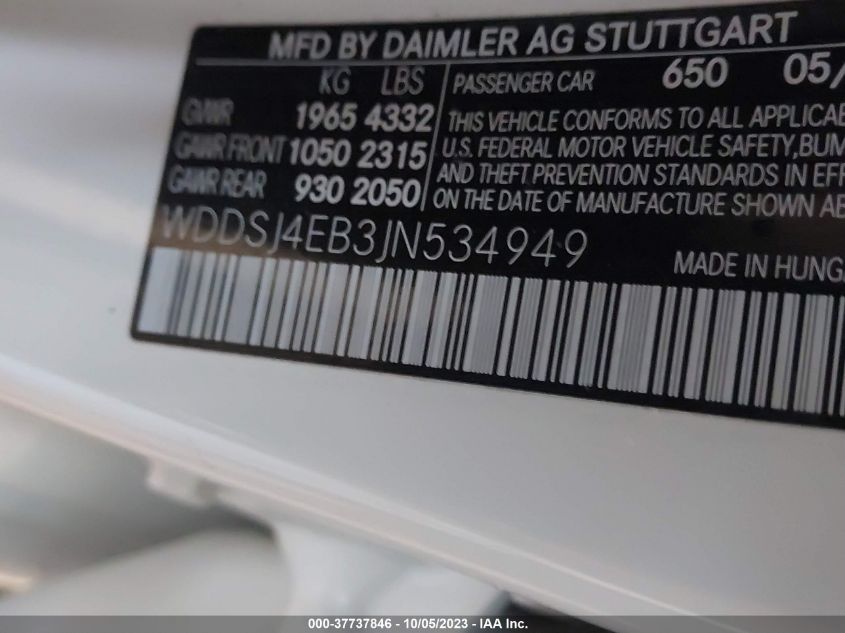 MFD BY DAIMLER AG STUTTGART
KG LBS
GVWR 1965 4332
GAWR FRONT 1050 2315
GAWR REAR 930 2050
PASSENGER CAR 650 05/
THIS VEHICLE CONFORMS TO ALL APPLICAB
U.S. FEDERAL MOTOR VEHICLE SAFETY, BUM
AND THEFT PREVENTION STANDARDS IN EFF
ON THE DATE OF MANUFACTURE SHOWN AB
WDDSJ4EB3JN534949
MADE IN HUNGA
000-37737846 - 10/05/2023 - IAA Inc.